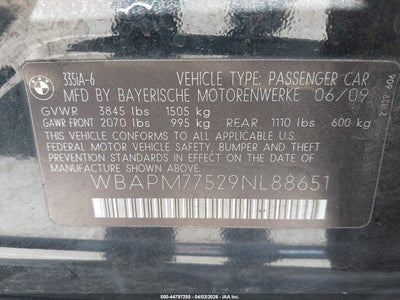 335iA-6
VEHICLE TYPE: PASSENGER CAR
MFD BY BAYERISCHE MOTORENWERKE 06/09
GVWR 3845 lbs 1505 kg
GAWR FRONT 2070 lbs 995 kg REAR 1110 lbs 600 kg
THIS CONFORMS TO ALL APPLICABLE U.S.
FEDERAL MOTOR VEHICLE SAFETY, BUMPER AND THEFT
PREVENTION STANDARDS IN EFFECT ON THE DATE OF
MANUFACTURE SHOWN ABOVE.
WBAPM77529NL88651
000-44797255 - 04/03/2026 - www.iaai.com